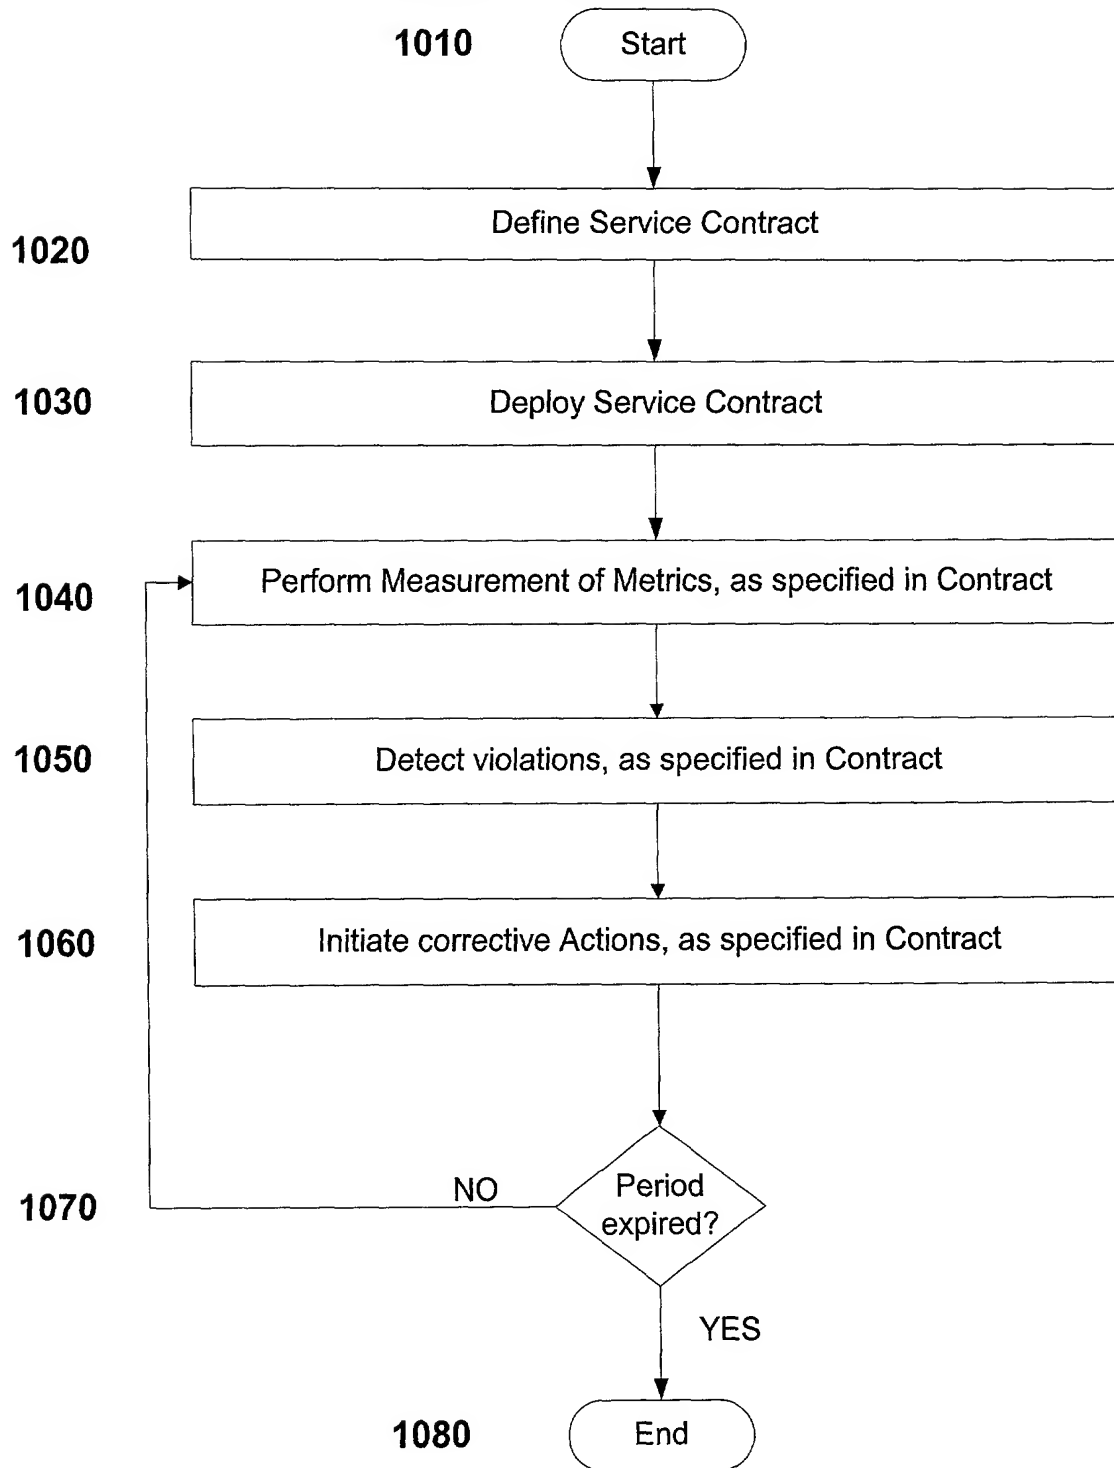 1010 Start
Define Service Contract
1020
1030 Deploy Service Contract
Perform Measurement of Metrics, as specified in Contract
1040
1050 Detect violations, as specified in Contract
1060 Initiate corrective Actions, as specified in Contract
NO
Period
1070
expired?
YES
1080 End